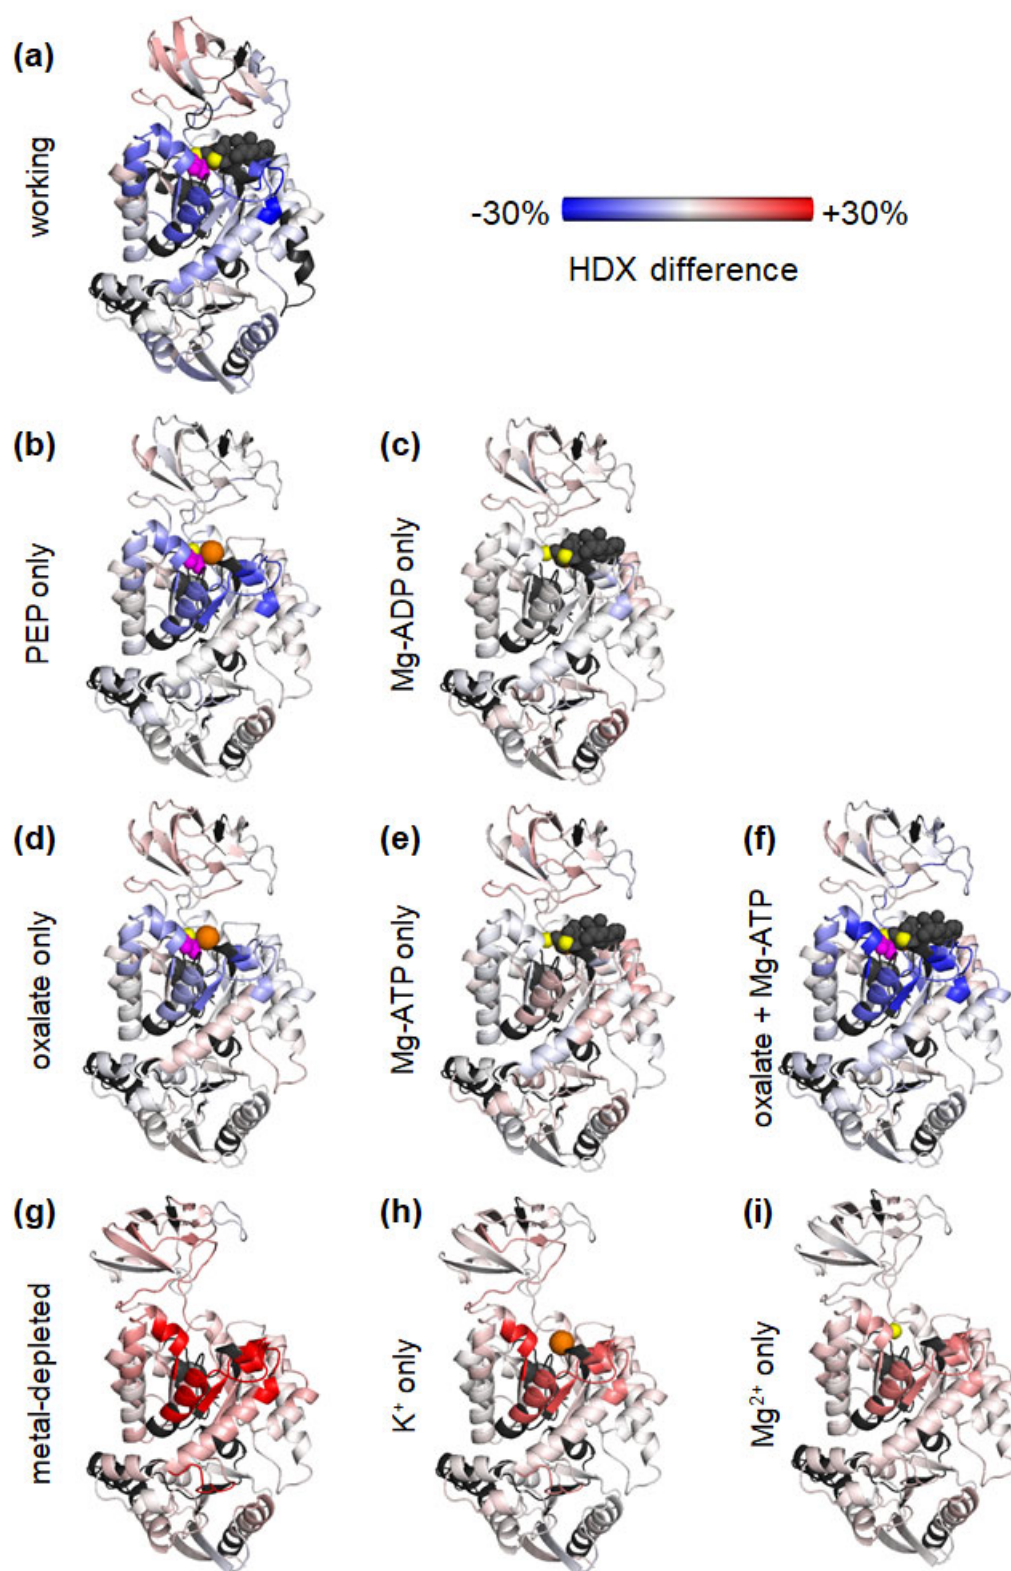 (a)
working
-30%
+30%
HDX difference
(b)
PEP only
(c)
Mg-ADP only
(d)
oxalate only
(e)
Mg-ATP only
(f)
oxalate + Mg-ATP
(g)
metal-depleted
(h)
K⁺ only
(i)
Mg²⁺ only